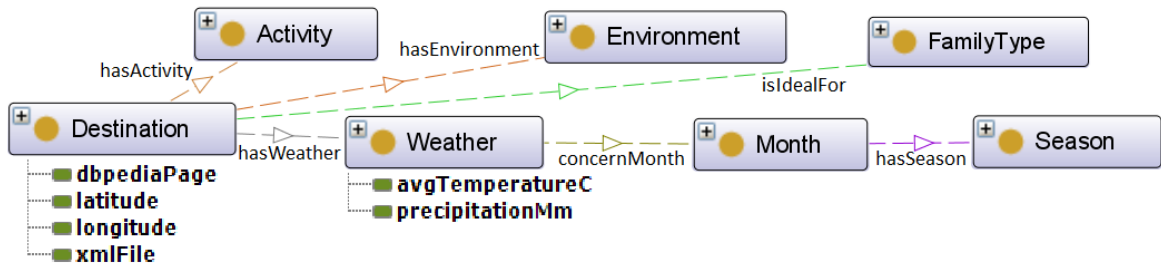 Activity
Environment
FamilyType
hasActivity
hasEnvironment
isIdealFor
Destination
Weather
Month
Season
hasWeather
concernMonth
hasSeason
dbpediaPage
latitude
longitude
xmlFile
avgTemperatureC
precipitationMm